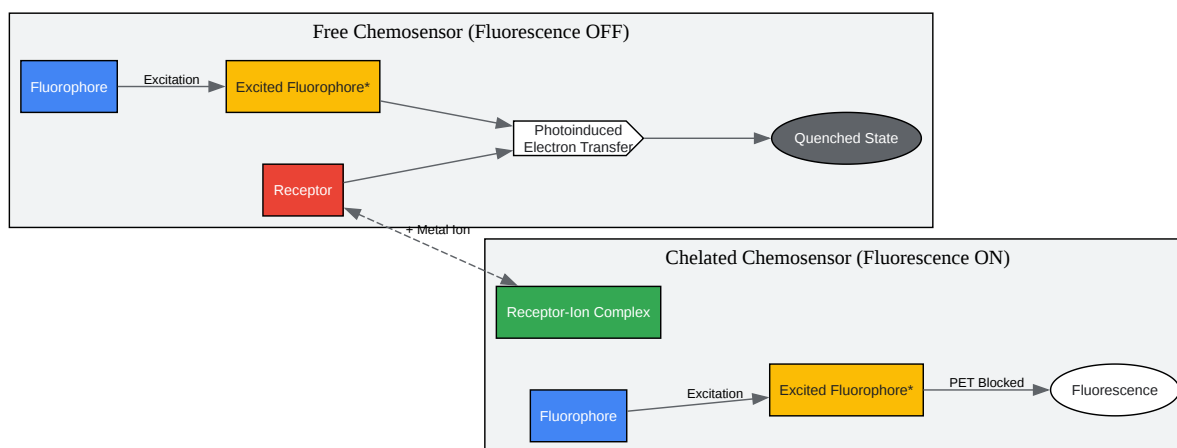 Free Chemosensor (Fluorescence OFF)
Fluorophore
Excitation
Excited Fluorophore*
Photoinduced
Electron Transfer
Quenched State
Receptor
+ Metal Ion
Chelated Chemosensor (Fluorescence ON)
Receptor-Ion Complex
Fluorophore
Excitation
Excited Fluorophore*
PET Blocked
Fluorescence